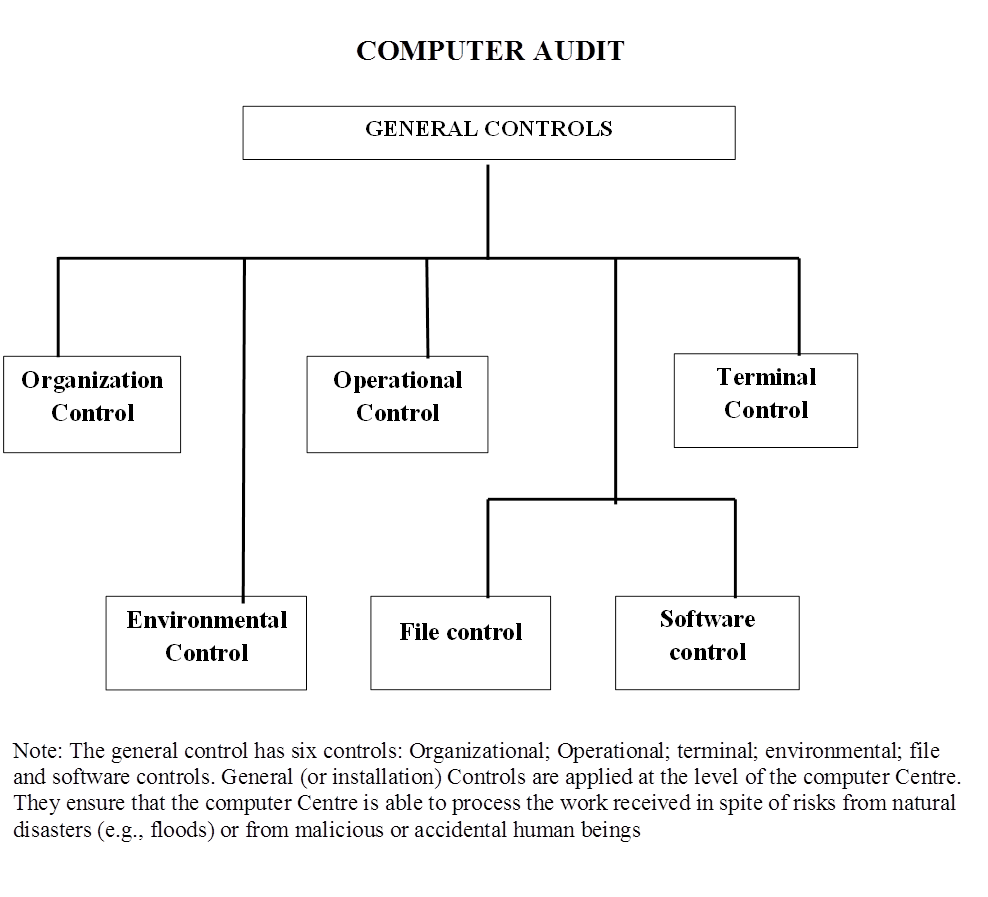 COMPUTER AUDIT
GENERAL CONTROLS
Organization
Control
Operational
Control
Terminal
Control
Environmental
Control
File control
Software
control
Note: The general control has six controls: Organizational; Operational; terminal; environmental; file
and software controls. General (or installation) Controls are applied at the level of the computer Centre.
They ensure that the computer Centre is able to process the work received in spite of risks from natural
disasters (e.g., floods) or from malicious or accidental human beings